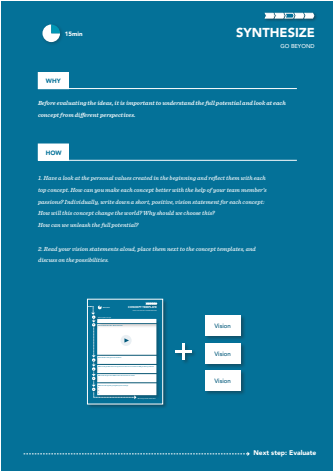 15min
SYNTHESIZE
GO BEYOND
WHY
Before evaluating the ideas, it is important to understand the full potential and look at each
concept from different perspectives.
HOW
1. Have a look at the personal values created in the beginning and reflect them with each
top concept. How can you make each concept better with the help of your team member's
passions? Individually, write down a short, positive, vision statement for each concept:
How will this concept change the world? Why should we choose this?
How can we unleash the full potential?
2. Read your vision statements aloud, place them next to the concept templates, and
discuss on the possibilities.
Vision
Vision
Vision
Next step: Evaluate